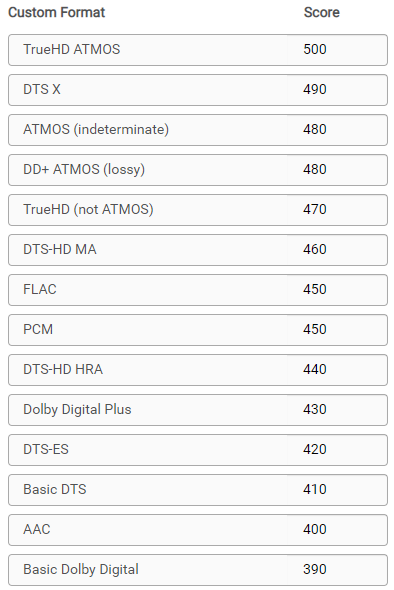 Custom Format Score
TrueHD ATMOS 500
DTS X 490
ATMOS (indeterminate) 480
DD+ ATMOS (lossy) 480
TrueHD (not ATMOS) 470
DTS-HD MA 460
FLAC 450
PCM 450
DTS-HD HRA 440
Dolby Digital Plus 430
DTS-ES 420
Basic DTS 410
AAC 400
Basic Dolby Digital 390